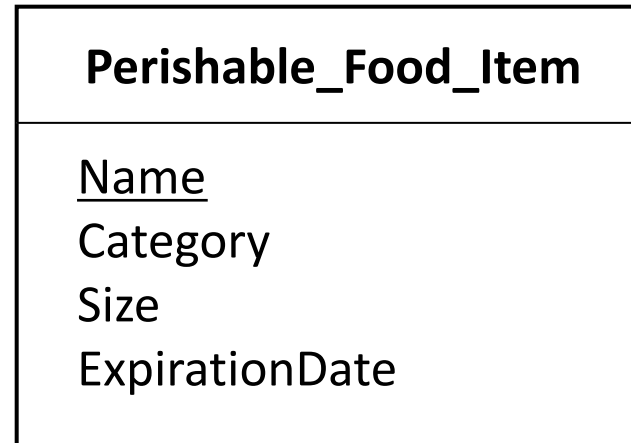 Perishable_Food_Item
Name
Category
Size
ExpirationDate